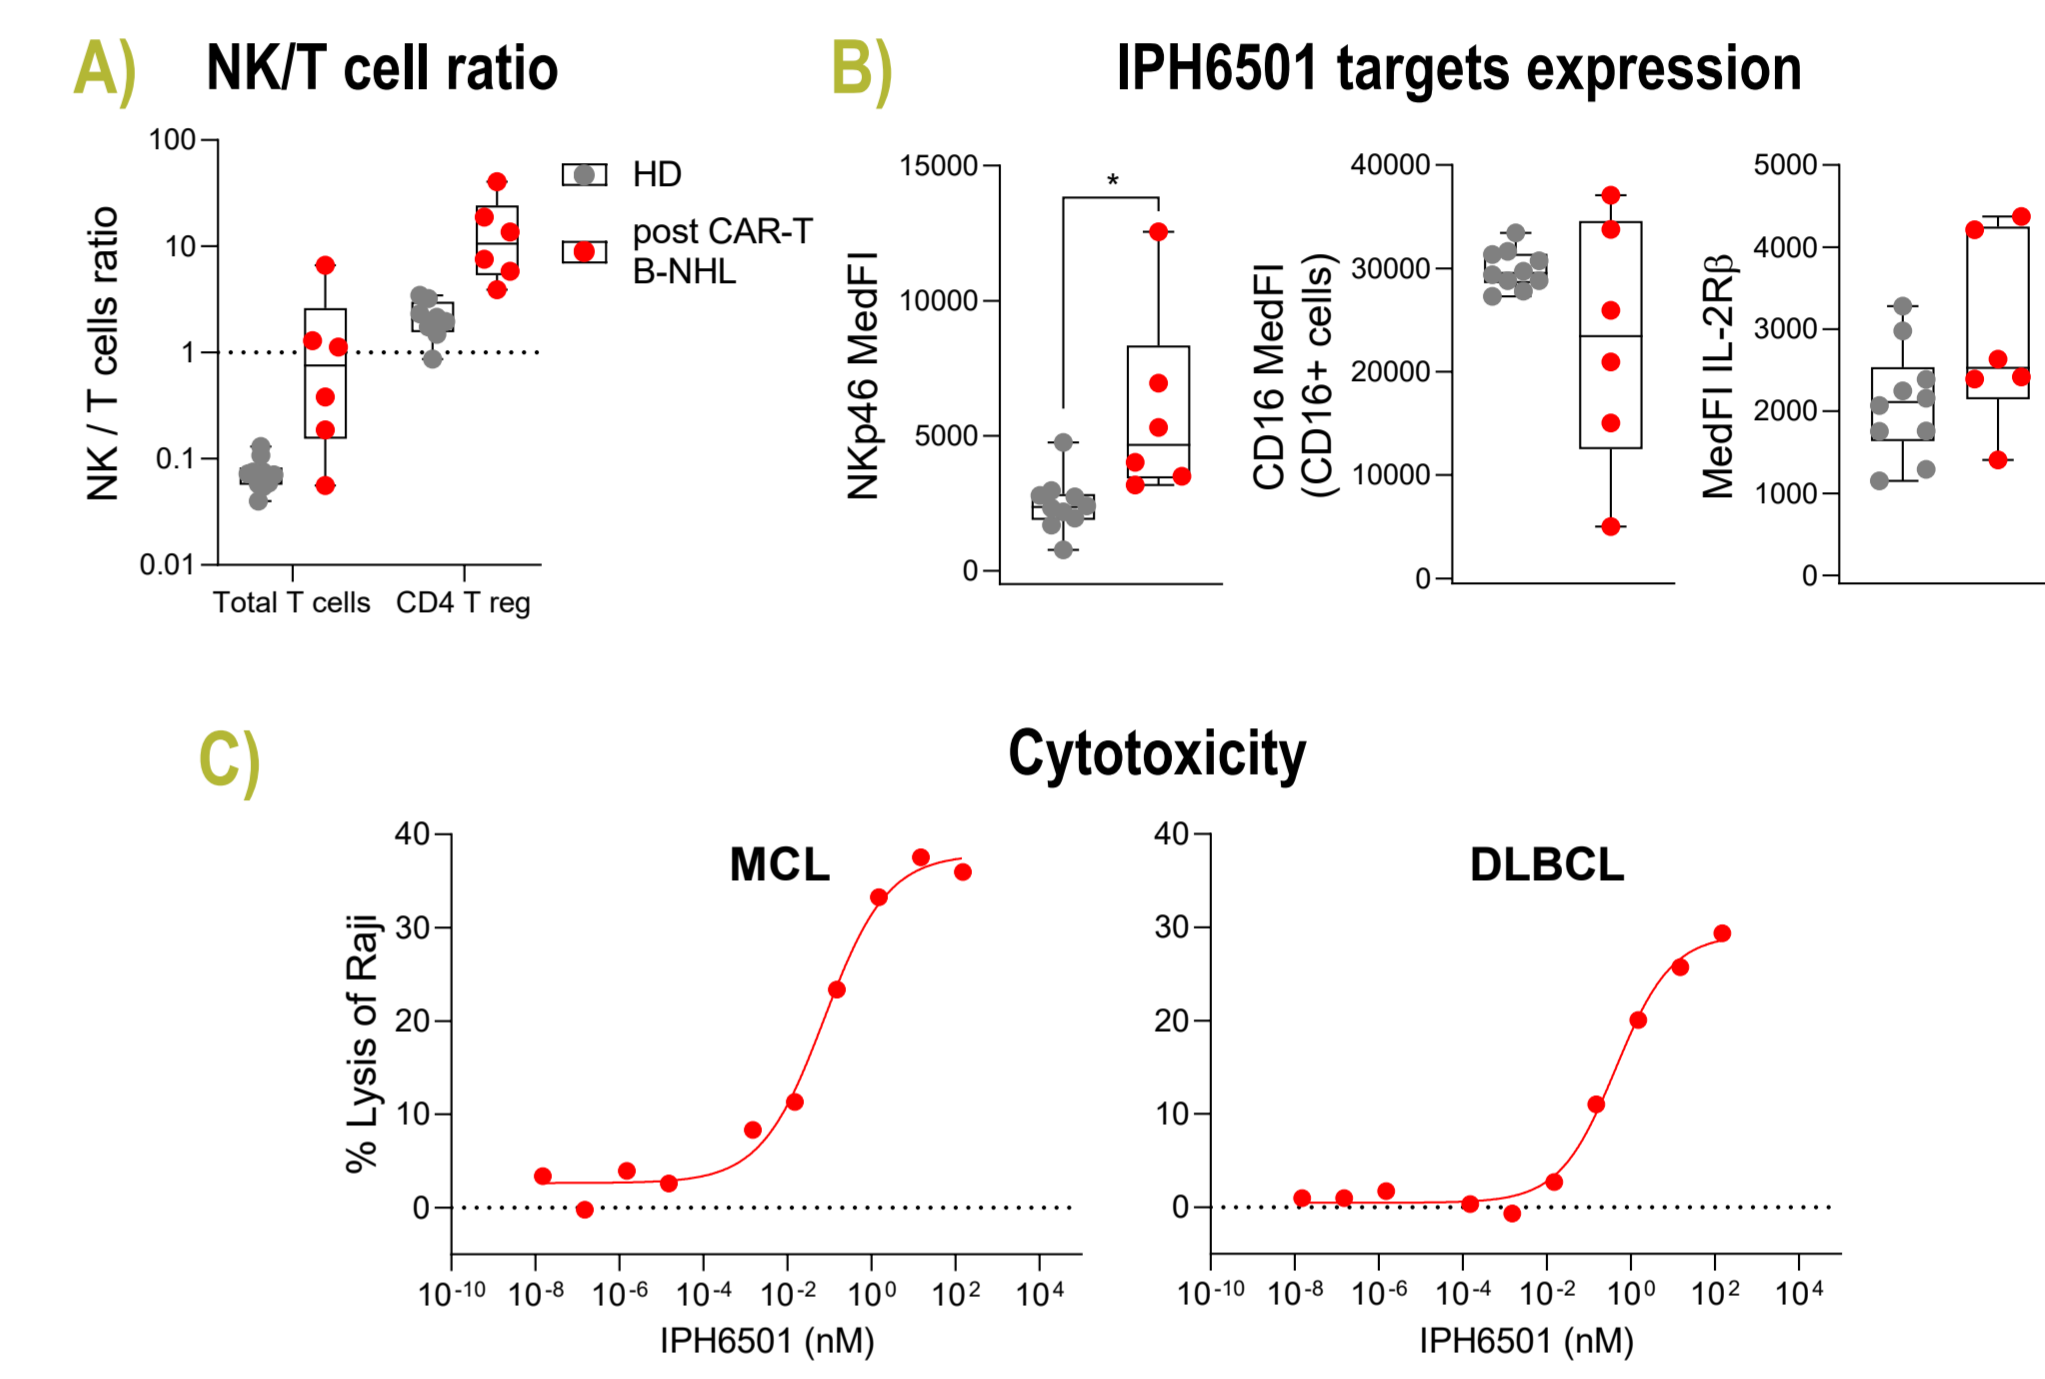 A) NK/T cell ratio
B) IPH6501 targets expression
NK / T cells ratio
100
10
1
0.1
0.01
Total T cells CD4 T reg
HD
post CAR-T
B-NHL
NKp46 MedFI
15000
10000
5000
0
*
CD16 MedFI
(CD16+ cells)
40000
30000
20000
10000
0
MedFI IL-2Rβ
5000
4000
3000
2000
1000
0
C) Cytotoxicity
% Lysis of Raji
40
30
20
10
0
MCL
10⁻¹⁰ 10⁻⁸ 10⁻⁶ 10⁻⁴ 10⁻² 10⁰ 10² 10⁴
IPH6501 (nM)
40
30
20
10
0
DLBCL
10⁻¹⁰ 10⁻⁸ 10⁻⁶ 10⁻⁴ 10⁻² 10⁰ 10² 10⁴
IPH6501 (nM)